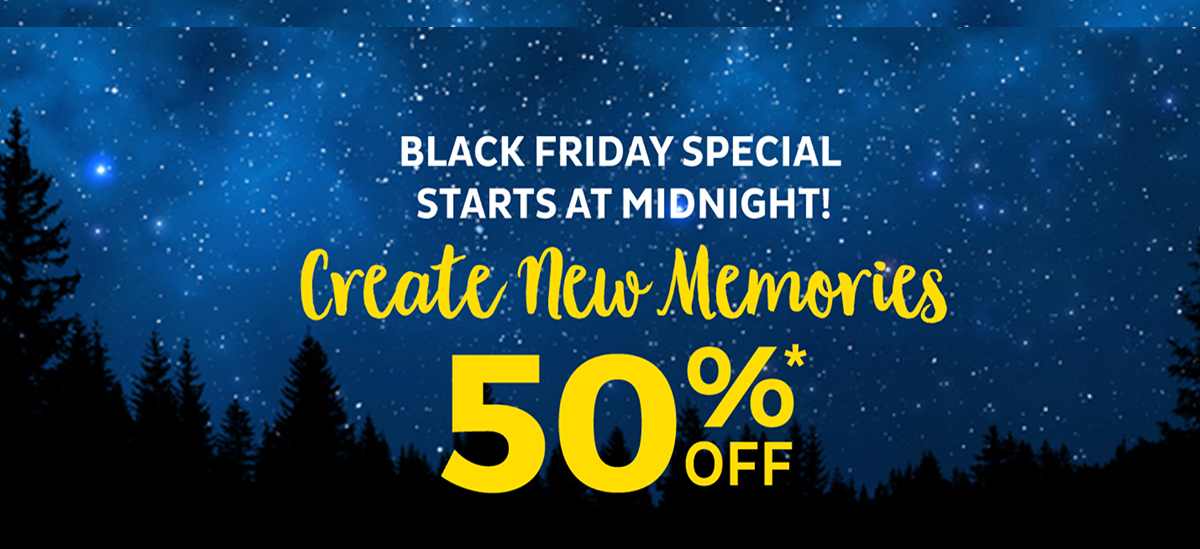 BLACK FRIDAY SPECIAL
STARTS AT MIDNIGHT!
Create New Memories
50%*
OFF